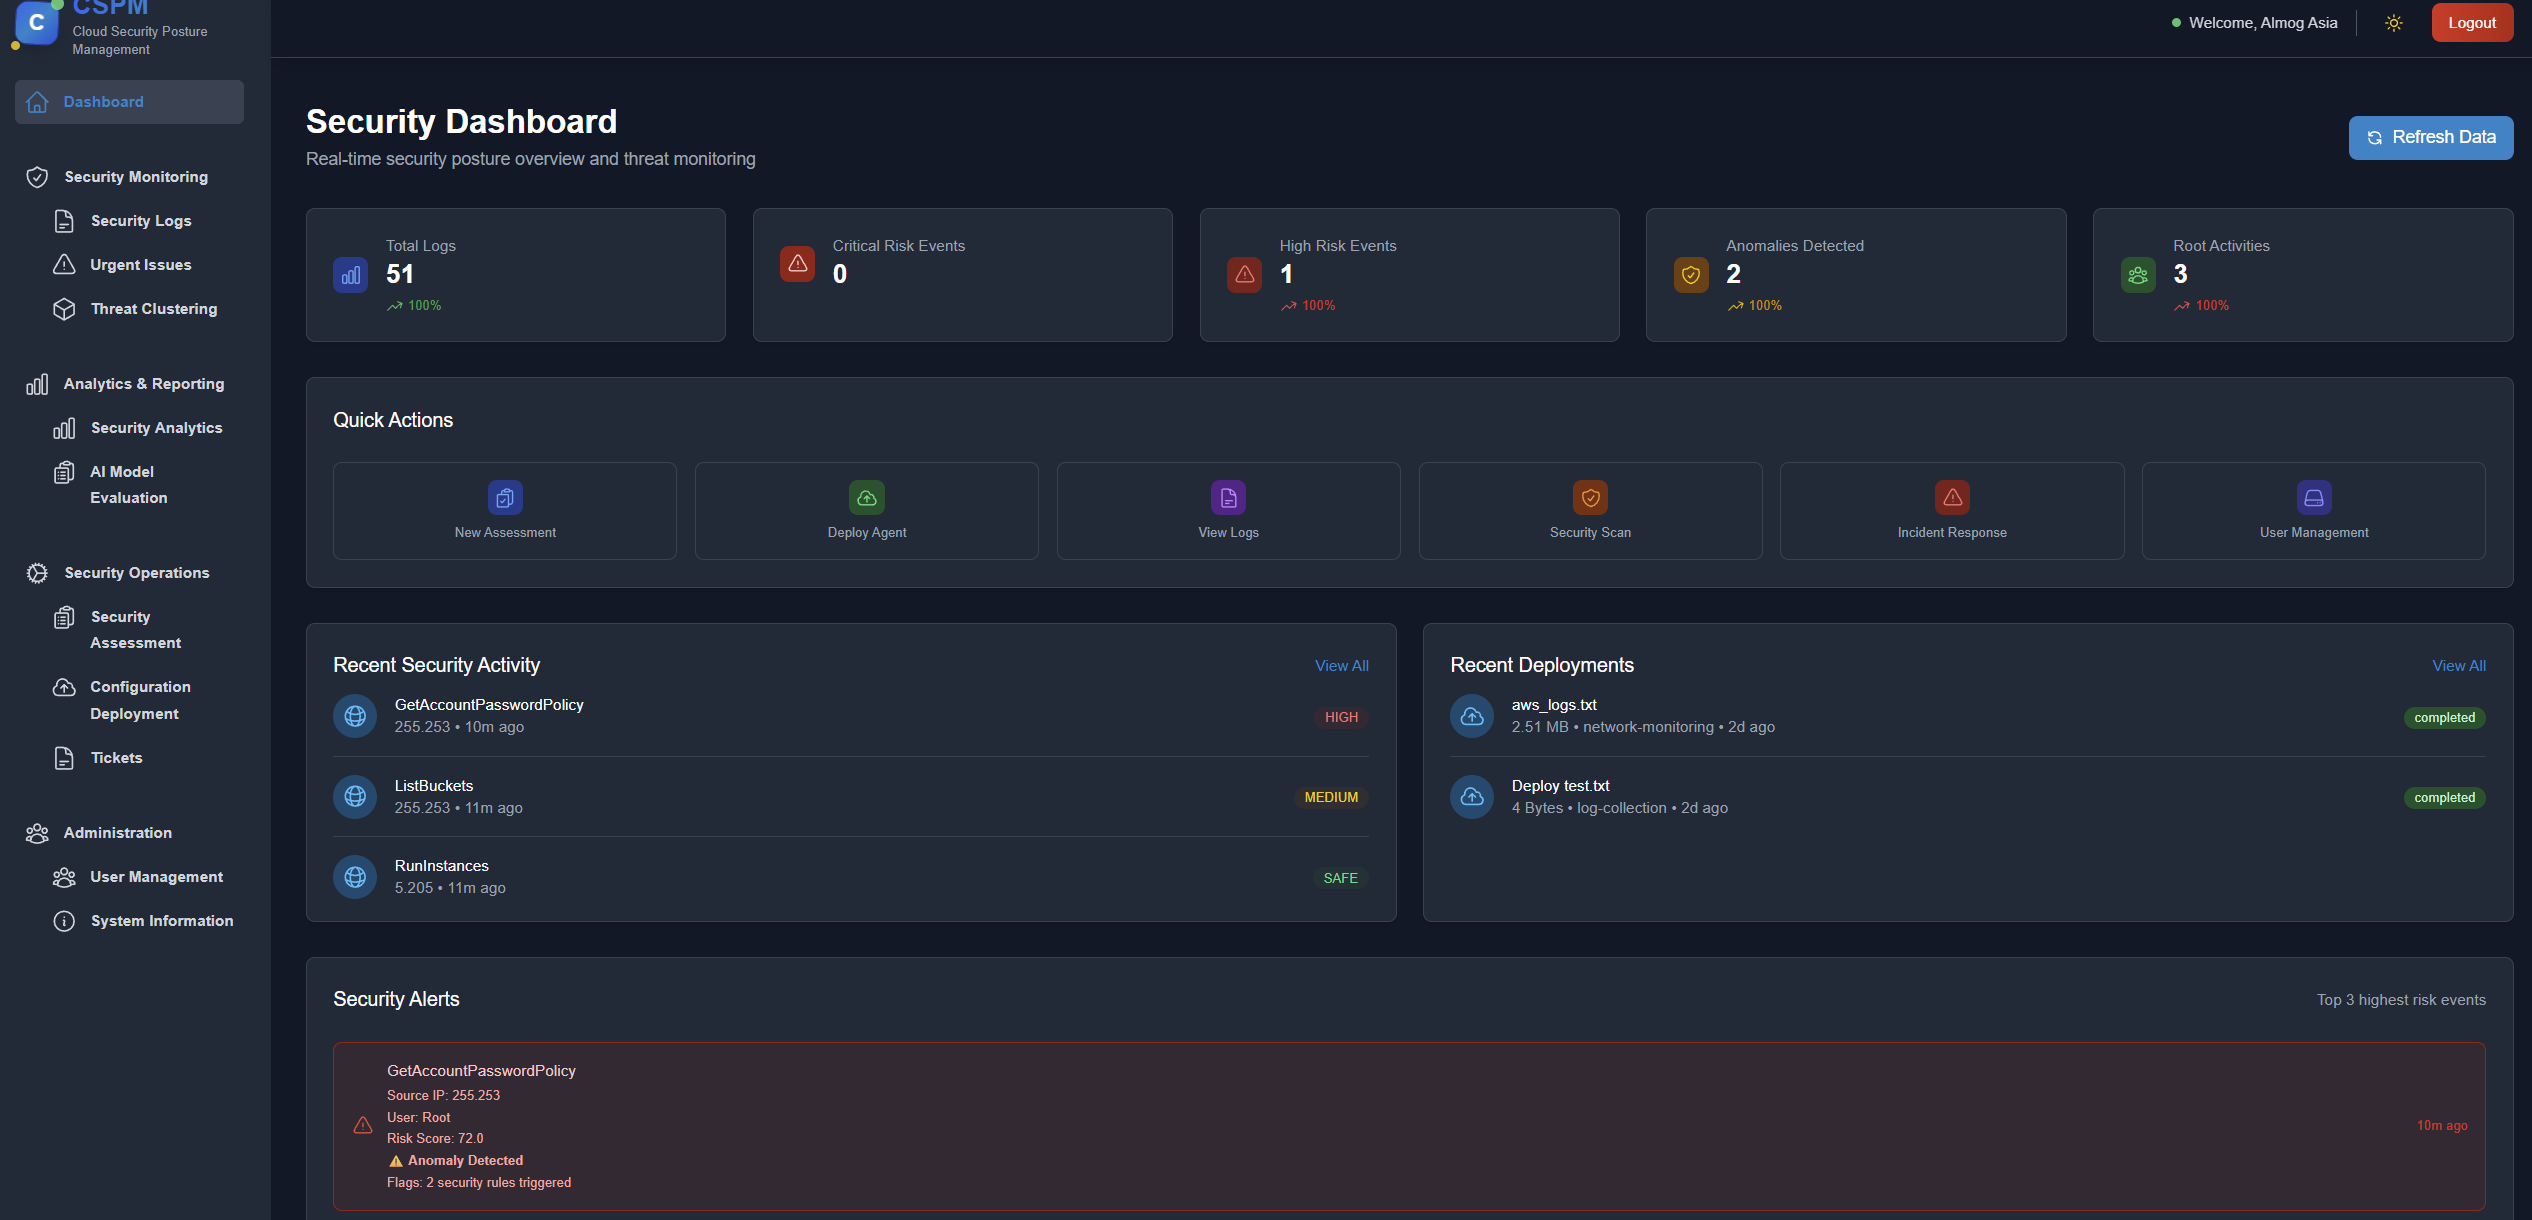 C
CSPM
Cloud Security Posture
Management
Dashboard
Security Monitoring
Security Logs
Urgent Issues
Threat Clustering
Analytics & Reporting
Security Analytics
AI Model
Evaluation
Security Operations
Security
Assessment
Configuration
Deployment
Tickets
Administration
User Management
System Information
Welcome, Almog Asia
Logout
Security Dashboard
Real-time security posture overview and threat monitoring
Refresh Data
Total Logs
51
100%
Critical Risk Events
0
High Risk Events
1
100%
Anomalies Detected
2
100%
Root Activities
3
100%
Quick Actions
New Assessment
Deploy Agent
View Logs
Security Scan
Incident Response
User Management
Recent Security Activity
View All
GetAccountPasswordPolicy
255.253 • 10m ago
HIGH
ListBuckets
255.253 • 11m ago
MEDIUM
RunInstances
5.205 • 11m ago
SAFE
Recent Deployments
View All
aws_logs.txt
2.51 MB • network-monitoring • 2d ago
completed
Deploy test.txt
4 Bytes • log-collection • 2d ago
completed
Security Alerts
Top 3 highest risk events
GetAccountPasswordPolicy
Source IP: 255.253
User: Root
Risk Score: 72.0
Anomaly Detected
Flags: 2 security rules triggered
10m ago